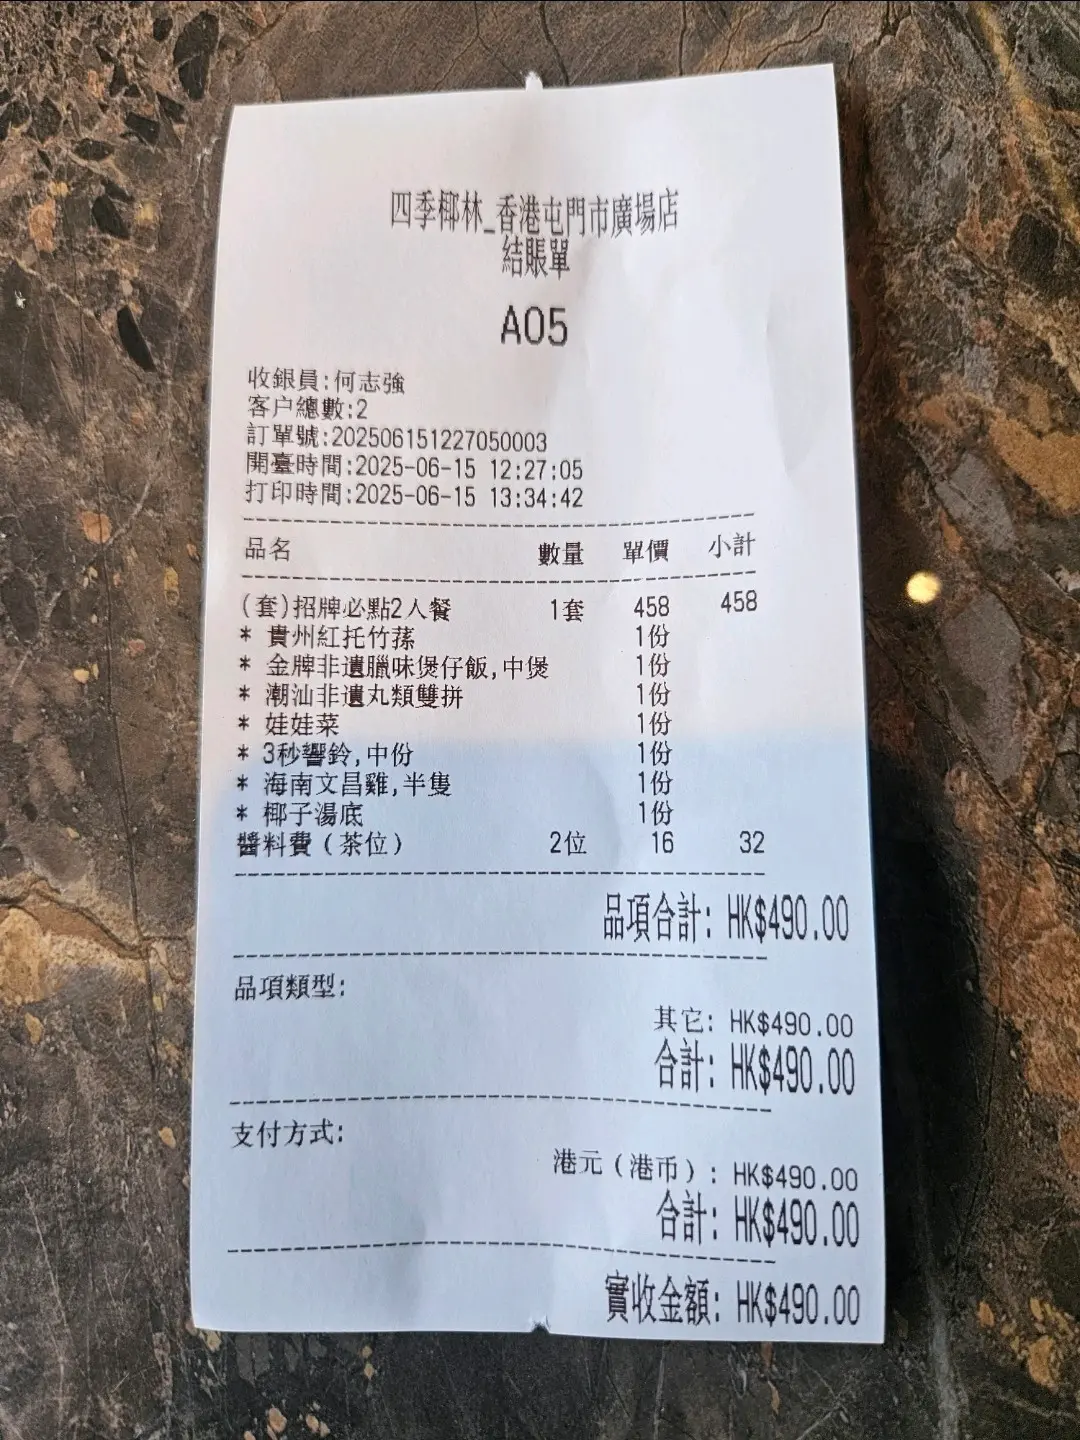 四季椰林_香港屯門市廣場店
結賬單
A05
收銀員:何志強
客户總數:2
訂單號:202506151227050003
開臺時間:2025-06-15 12:27:05
打印時間:2025-06-15 13:34:42
品名 數量 單價 小計
(套)招牌必點2人餐 1套 458 458
* 貴州紅托竹蓀 1份
* 金牌非遺臘味煲仔飯,中煲 1份
* 潮汕非遺丸類雙拼 1份
* 娃娃菜 1份
* 3秒響鈴,中份 1份
* 海南文昌雞,半隻 1份
* 椰子湯底 1份
醬料費(茶位) 2位 16 32
品項合計: HK$490.00
品項類型:
其它: HK$490.00
合計: HK$490.00
支付方式:
港元(港币): HK$490.00
合計: HK$490.00
實收金額: HK$490.00